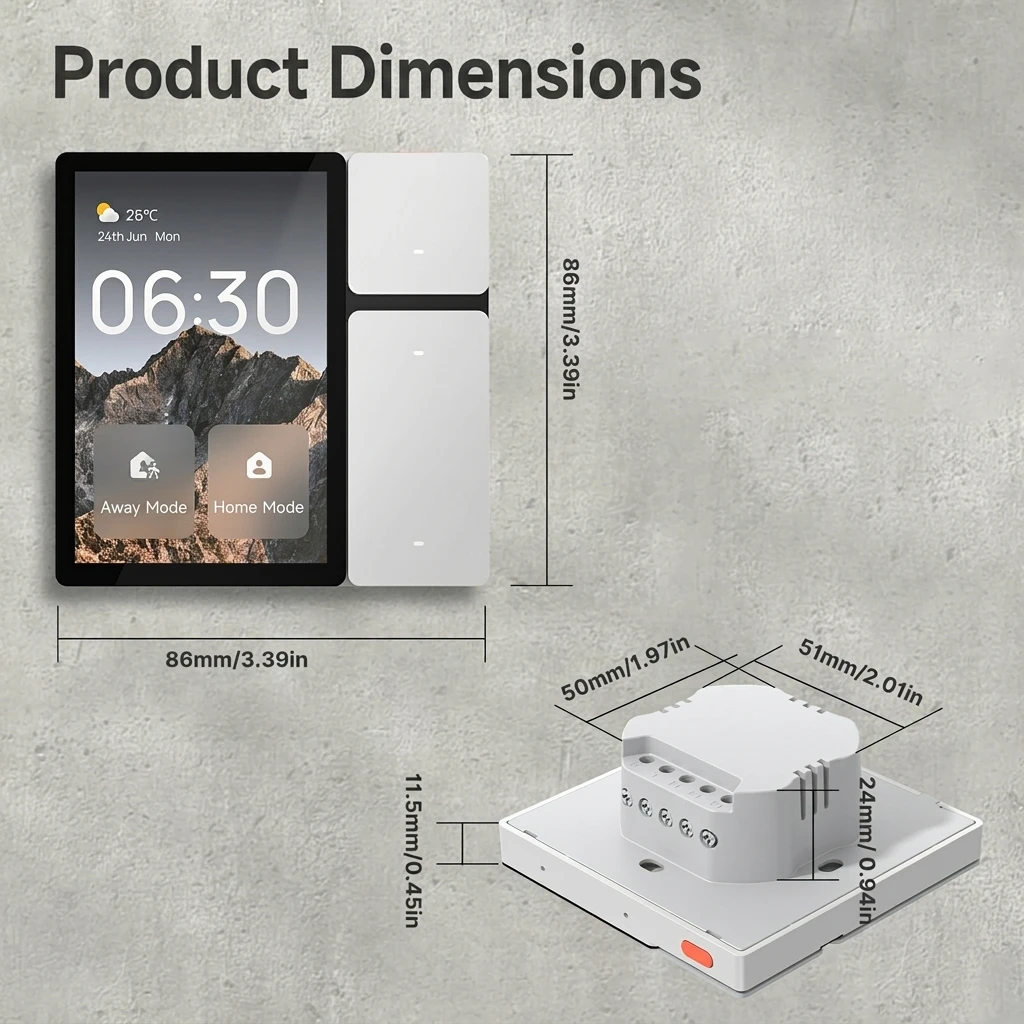 Product Dimensions
26°C
24th Jun Mon
06:30
Away Mode
Home Mode
86mm/3.39in
86mm/3.39in
50mm/1.97in
51mm/2.01in
11.5mm/0.45in
24mm/ 0.94in